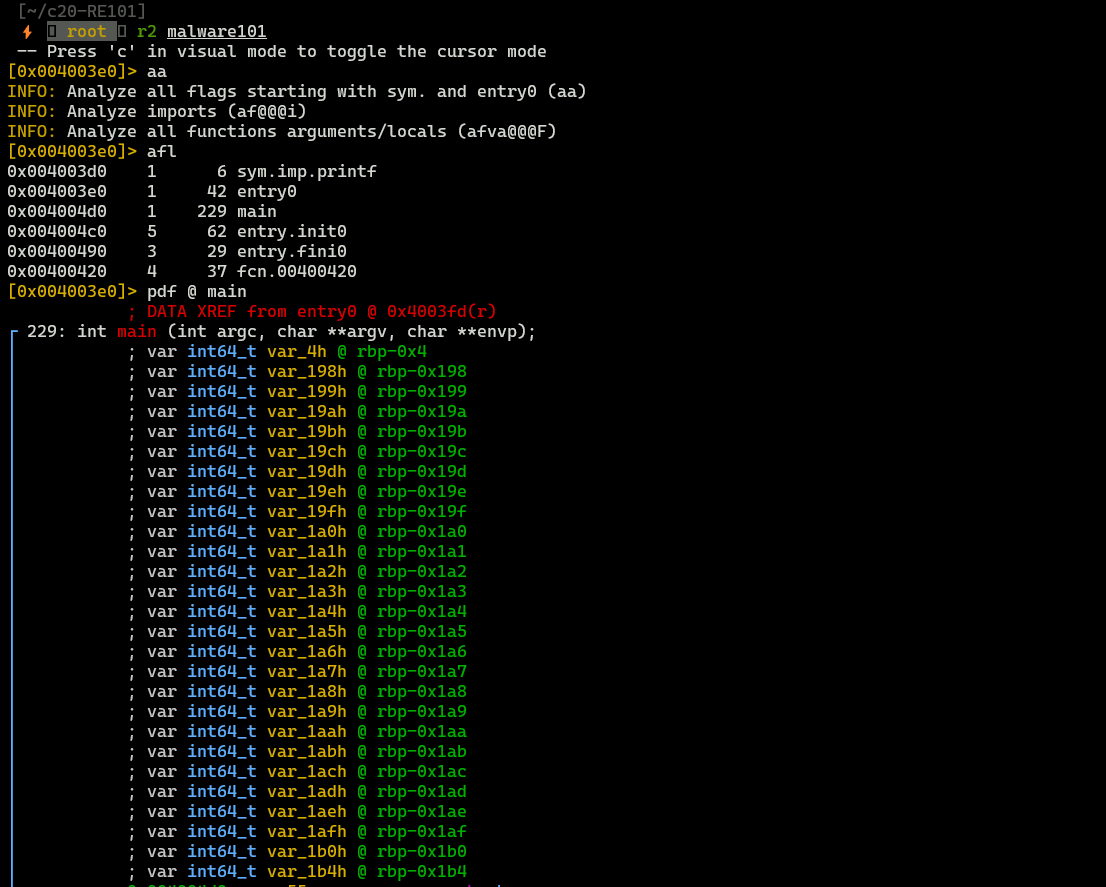 [~/c20-RE101]
root r2 malware101
-- Press 'c' in visual mode to toggle the cursor mode
[0x004003e0]> aa
INFO: Analyze all flags starting with sym. and entry0 (aa)
INFO: Analyze imports (af@@@i)
INFO: Analyze all functions arguments/locals (afva@@@F)
[0x004003e0]> afl
0x004003d0    1      6 sym.imp.printf
0x004003e0    1     42 entry0
0x004004d0    1    229 main
0x004004c0    5     62 entry.init0
0x00400490    3     29 entry.fini0
0x00400420    4     37 fcn.00400420
[0x004003e0]> pdf @ main
; DATA XREF from entry0 @ 0x4003fd(r)
229: int main (int argc, char **argv, char **envp);
; var int64_t var_4h @ rbp-0x4
; var int64_t var_198h @ rbp-0x198
; var int64_t var_199h @ rbp-0x199
; var int64_t var_19ah @ rbp-0x19a
; var int64_t var_19bh @ rbp-0x19b
; var int64_t var_19ch @ rbp-0x19c
; var int64_t var_19dh @ rbp-0x19d
; var int64_t var_19eh @ rbp-0x19e
; var int64_t var_19fh @ rbp-0x19f
; var int64_t var_1a0h @ rbp-0x1a0
; var int64_t var_1a1h @ rbp-0x1a1
; var int64_t var_1a2h @ rbp-0x1a2
; var int64_t var_1a3h @ rbp-0x1a3
; var int64_t var_1a4h @ rbp-0x1a4
; var int64_t var_1a5h @ rbp-0x1a5
; var int64_t var_1a6h @ rbp-0x1a6
; var int64_t var_1a7h @ rbp-0x1a7
; var int64_t var_1a8h @ rbp-0x1a8
; var int64_t var_1a9h @ rbp-0x1a9
; var int64_t var_1aah @ rbp-0x1aa
; var int64_t var_1abh @ rbp-0x1ab
; var int64_t var_1ach @ rbp-0x1ac
; var int64_t var_1adh @ rbp-0x1ad
; var int64_t var_1aeh @ rbp-0x1ae
; var int64_t var_1afh @ rbp-0x1af
; var int64_t var_1b0h @ rbp-0x1b0
; var int64_t var_1b4h @ rbp-0x1b4